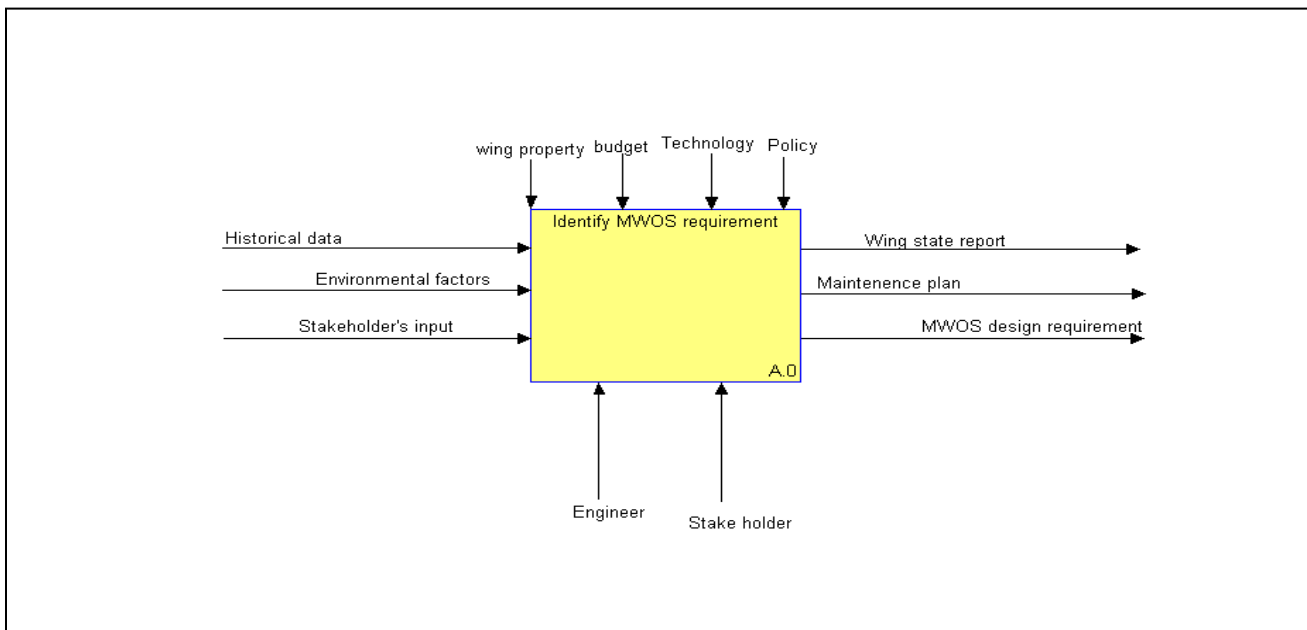 wing property
budget
Technology
Policy
Identify MWOS requirement
Historical data
Environmental factors
Stakeholder's input
Wing state report
Maintenence plan
MWOS design requirement
A.0
Engineer
Stake holder